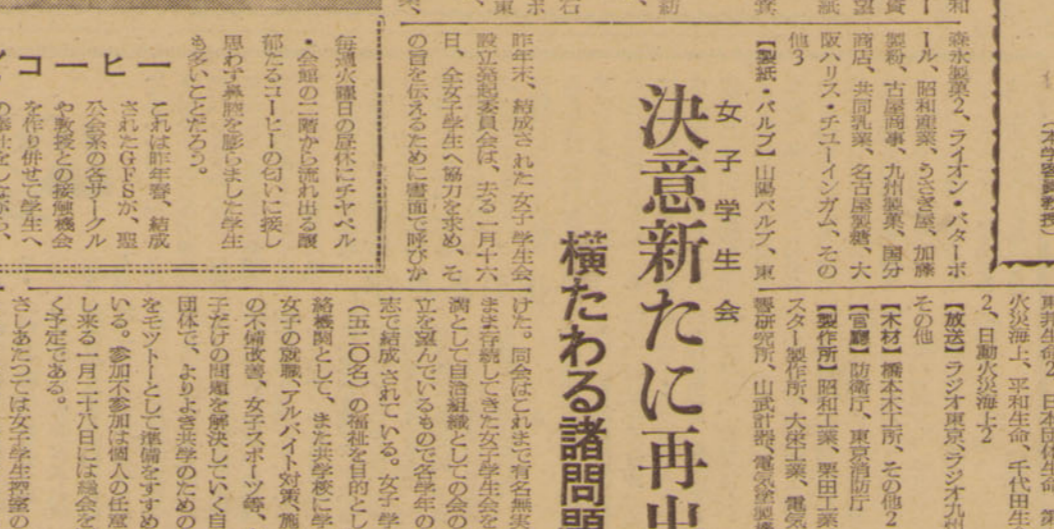 森永製菓2、ライオン・バターボ
ール、昭和産業、うさぎ屋、加藤
製粉、古屋商事、九州製菓、国分
商店、共同乳業、名古屋製糖、大
阪ハリス・チューインガム、その
他3
【製紙・パルプ】山陽パルプ、東
火災海上、平和生命、千代田生
2、日動火災海上2
【放送】ラジオ東京、ラジオ九
その他
【木材】橋本木工所、その他2
【官廳】防衛庁、東京消防庁
【製作所】昭和工業、栗田工業
スター製作所、大栄工業、電気
響研究所、山武計器、電気塗製
女子学生会
決意新たに再出
横たわる諸問題
昨年末、結成された女子学生会
設立発起委員会は、去る一月十六
日、全女子学生へ協力を求め、そ
の旨を伝えるために書面で呼びか
けた。同会はこれまで有名無実
まま存続してきた女子学生会を
満として自治組織としての会の
立を望んでいるもので各学年の
志で結成されている。女子学
(五二〇名)の福祉を目的とし
絡機関として、また共学校に学
女子の就職、アルバイト対策、施
の不備改善、女子スポーツ等、
子だけの問題を解決していく自
団体で、よりよき共学のための
をモットーとして準備をすすめ
いる。参加不参加は個人の任意
し来る一月二十八日には総会を
く予定である。
さしあたつては女子学生控室の
コーヒー
毎週火曜日の昼休にチャペル
・会館の二階から流れ出る馥
郁たるコーヒーの匂いに接し
思わず鼻腔を膨らました学生
も多いことだろう。
これは昨年春、結成
されたGFSが、聖
公会系の各サークル
や教授との接触機会
を作り併せて学生へ
の奉仕をしながら、